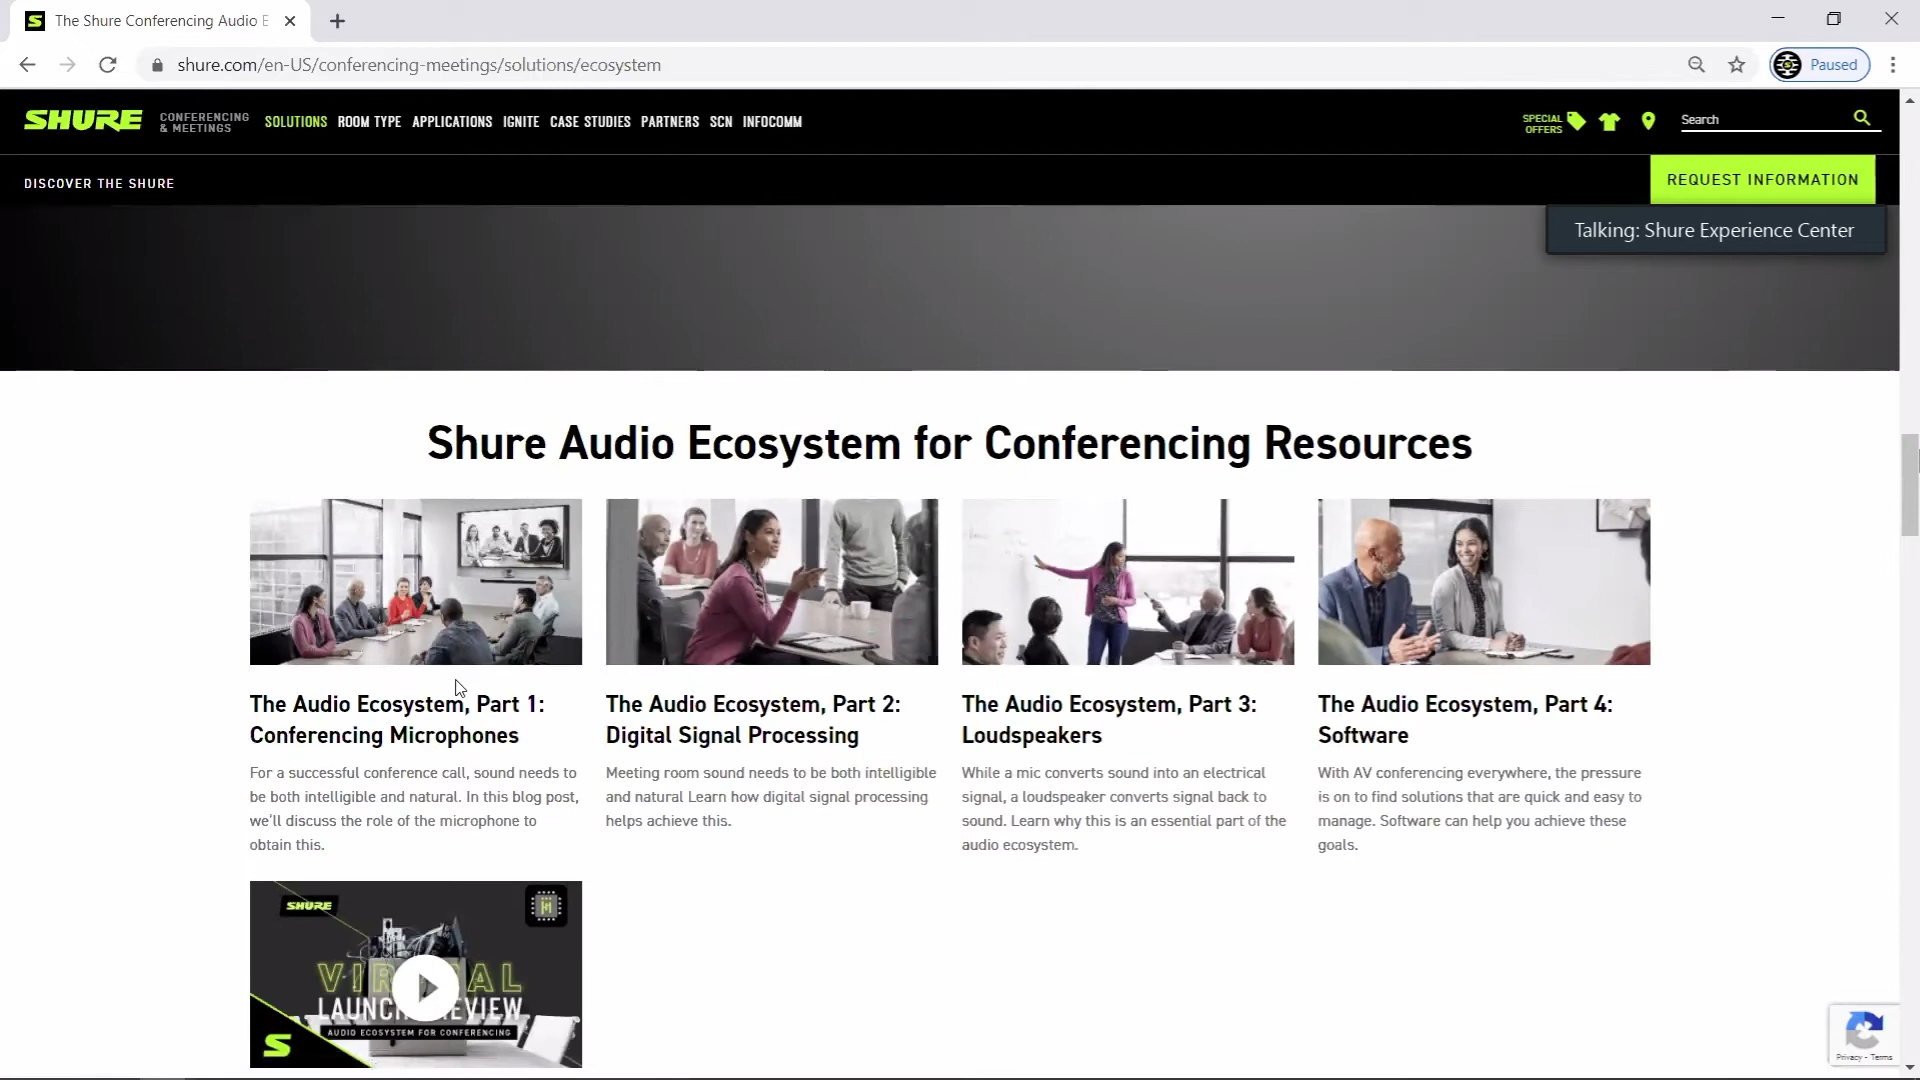 The Shure Conferencing Audio E
shure.com/en-US/conferencing-meetings/solutions/ecosystem
Paused
SHURE
CONFERENCING
& MEETINGS
SOLUTIONS ROOM TYPE APPLICATIONS IGNITE CASE STUDIES PARTNERS SCN INFOCOMM
SPECIAL
OFFERS
Search
DISCOVER THE SHURE
REQUEST INFORMATION
Talking: Shure Experience Center
Shure Audio Ecosystem for Conferencing Resources
The Audio Ecosystem, Part 1:
Conferencing Microphones
For a successful conference call, sound needs to
be both intelligible and natural. In this blog post,
we'll discuss the role of the microphone to
obtain this.
The Audio Ecosystem, Part 2:
Digital Signal Processing
Meeting room sound needs to be both intelligible
and natural Learn how digital signal processing
helps achieve this.
The Audio Ecosystem, Part 3:
Loudspeakers
While a mic converts sound into an electrical
signal, a loudspeaker converts signal back to
sound. Learn why this is an essential part of the
audio ecosystem.
The Audio Ecosystem, Part 4:
Software
With AV conferencing everywhere, the pressure
is on to find solutions that are quick and easy to
manage. Software can help you achieve these
goals.
SHURE
AUDIO ECOSYSTEM FOR CONFERENCING
Privacy - Terms